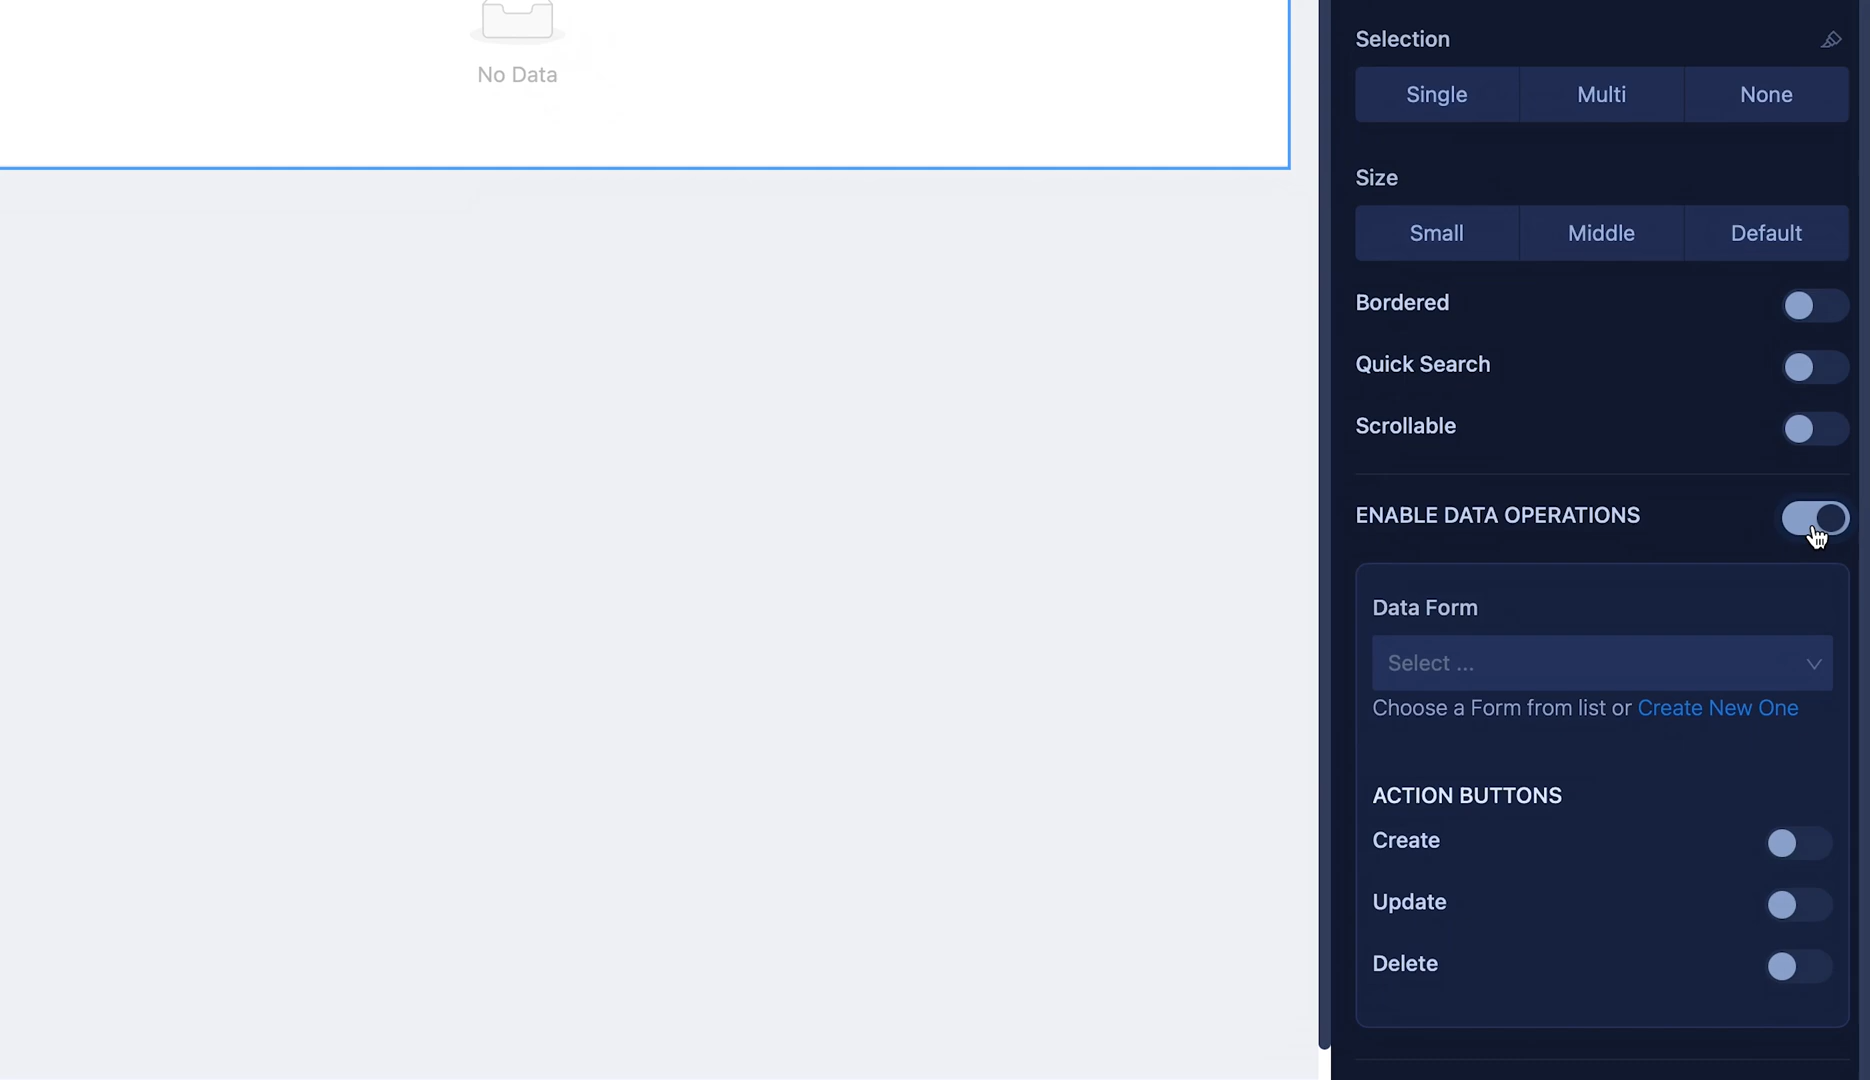 No Data
Selection
Single Multi None
Size
Small Middle Default
Bordered
Quick Search
Scrollable
ENABLE DATA OPERATIONS
Data Form
Select ...
Choose a Form from list or Create New One
ACTION BUTTONS
Create
Update
Delete